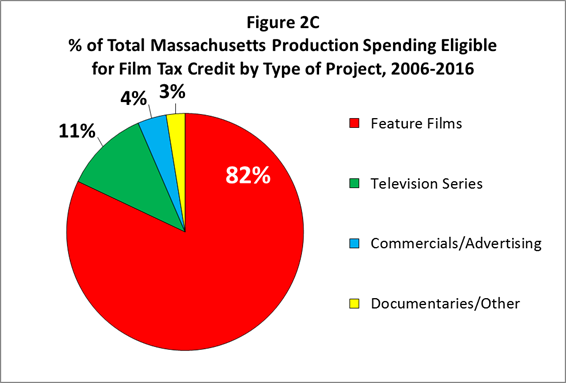 Figure 2C
% of Total Massachusetts Production Spending Eligible
for Film Tax Credit by Type of Project, 2006-2016
3%
4%
11%
82%
Feature Films
Television Series
Commercials/Advertising
Documentaries/Other